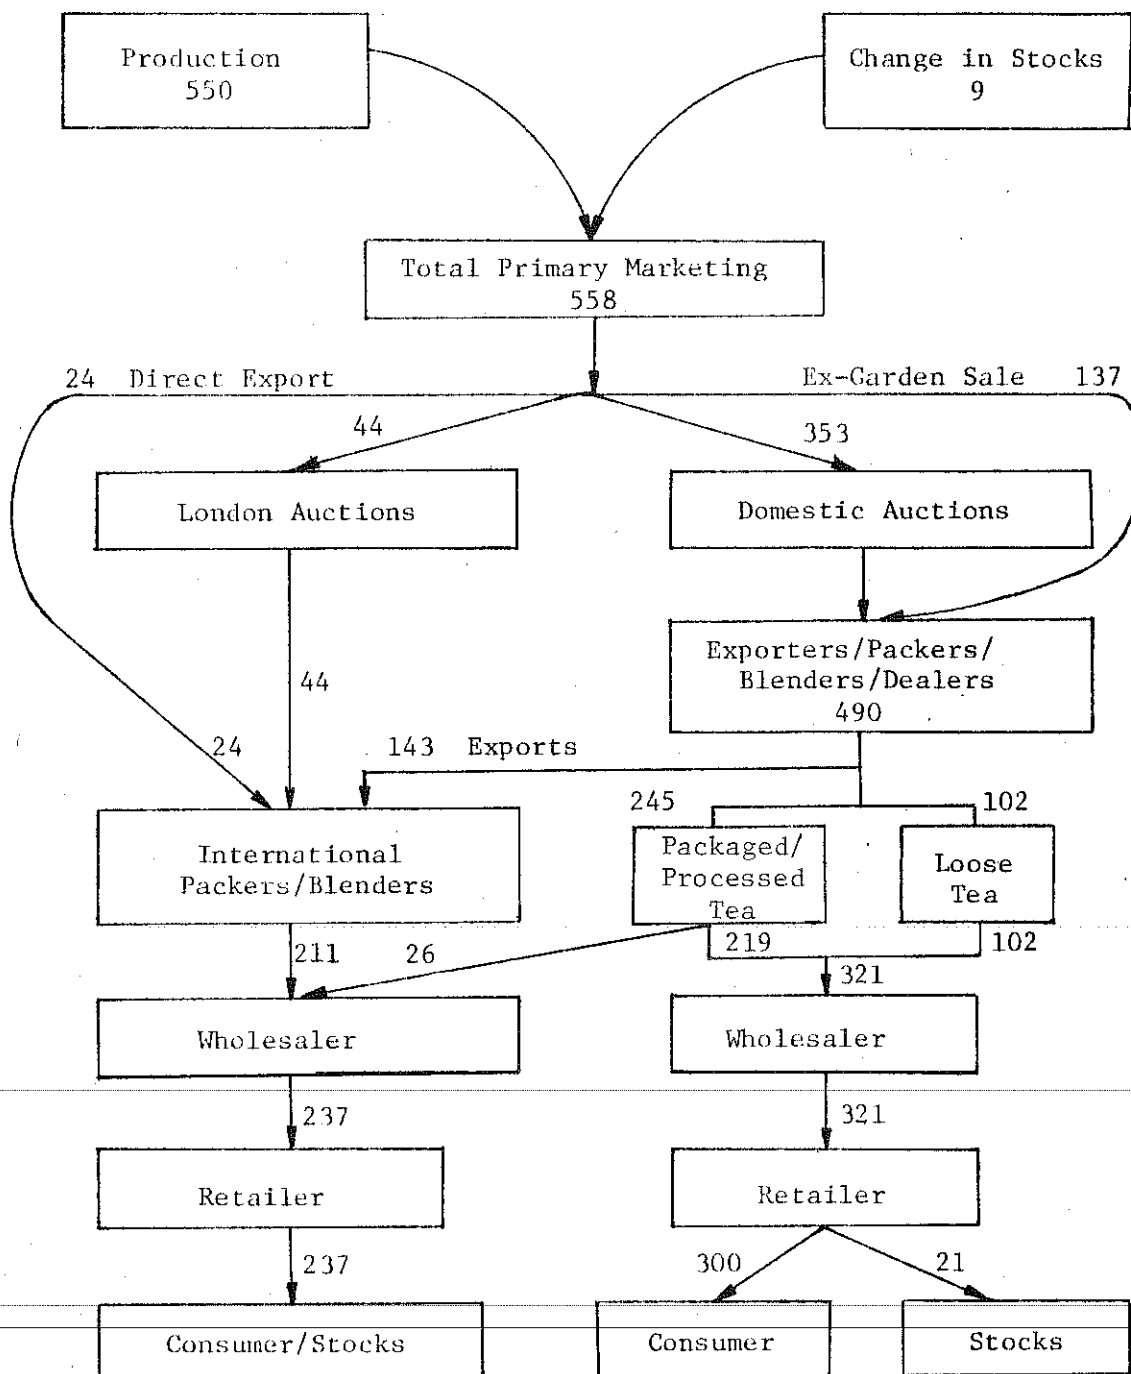 Production
550
Change in Stocks
9
Total Primary Marketing
558
24 Direct Export
Ex-Garden Sale 137
44
353
London Auctions
Domestic Auctions
Exporters/Packers/
Blenders/Dealers
490
44
24
143 Exports
245
102
International
Packers/Blenders
Packaged/
Processed
Tea
Loose
Tea
211
26
219
102
321
Wholesaler
Wholesaler
237
321
Retailer
Retailer
237
300
21
Consumer/Stocks
Consumer
Stocks